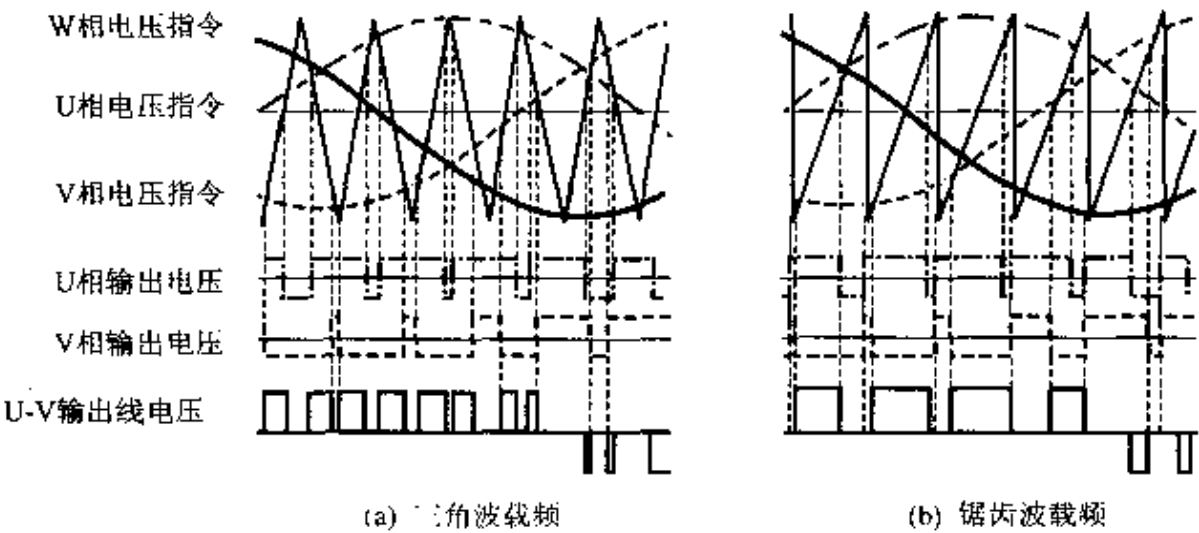 W相电压指令
U相电压指令
V相电压指令
U相输出电压
V相输出电压
U-V输出线电压
(a) 三角波载频
(b) 锯齿波载频